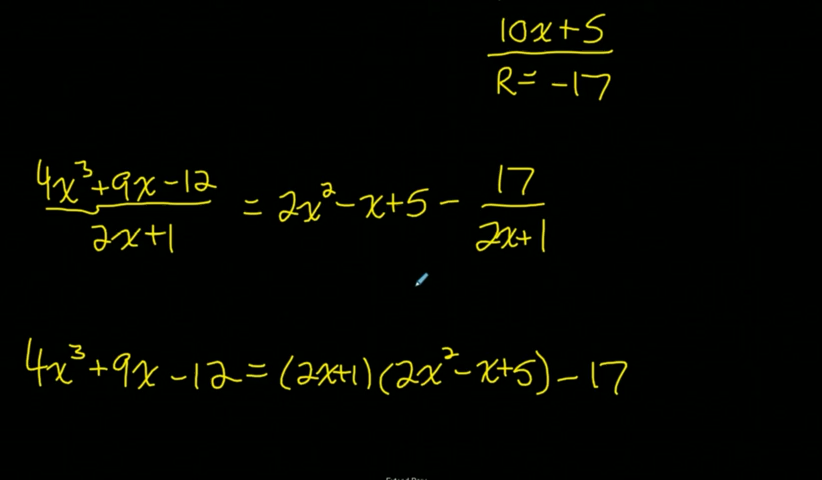 10x+5
R= -17
4x³+9x-12 / 2x+1 = 2x²-x+5 - 17 / 2x+1
4x³+9x-12=(2x+1)(2x²-x+5)-17